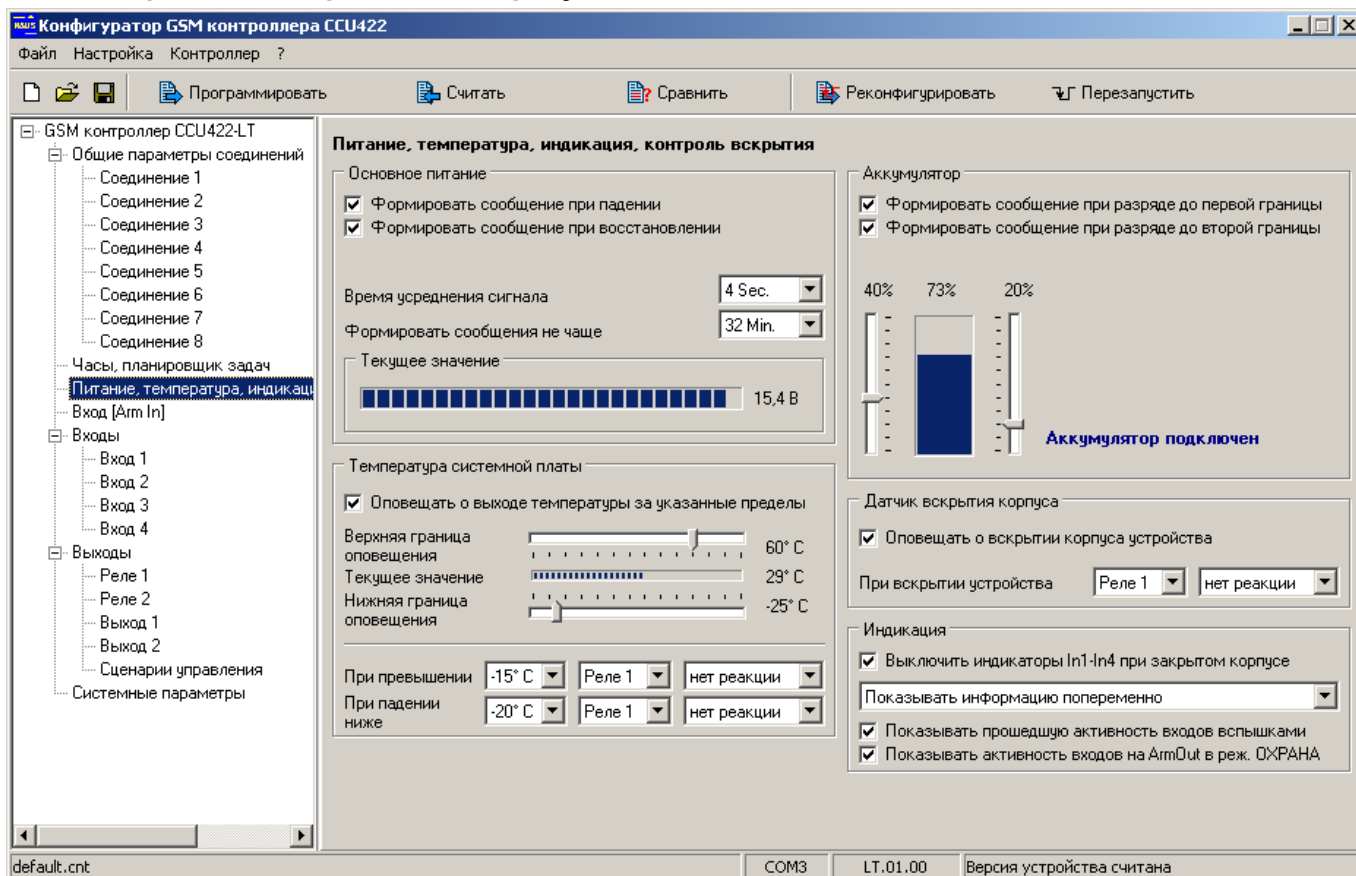 Конфигуратор GSM контроллера CCU422
Файл Настройка Контроллер ?
Программировать Считать Сравнить Реконфигурировать Перезапустить
GSM контроллер CCU422-LT
Общие параметры соединений
Соединение 1
Соединение 2
Соединение 3
Соединение 4
Соединение 5
Соединение 6
Соединение 7
Соединение 8
Часы, планировщик задач
Питание, температура, индикаци
Вход [Arm In]
Входы
Вход 1
Вход 2
Вход 3
Вход 4
Выходы
Реле 1
Реле 2
Выход 1
Выход 2
Сценарии управления
Системные параметры
Питание, температура, индикация, контроль вскрытия
Основное питание
Формировать сообщение при падении
Формировать сообщение при восстановлении
Время усреднения сигнала 4 Sec.
Формировать сообщения не чаще 32 Min.
Текущее значение
15,4 В
Температура системной платы
Оповещать о выходе температуры за указанные пределы
Верхняя граница
оповещения 60° C
Текущее значение 29° C
Нижняя граница
оповещения -25° C
При превышении -15° C Реле 1 нет реакции
При падении
ниже -20° C Реле 1 нет реакции
Аккумулятор
Формировать сообщение при разряде до первой границы
Формировать сообщение при разряде до второй границы
40% 73% 20%
Аккумулятор подключен
Датчик вскрытия корпуса
Оповещать о вскрытии корпуса устройства
При вскрытии устройства Реле 1 нет реакции
Индикация
Выключить индикаторы In1-In4 при закрытом корпусе
Показывать информацию попеременно
Показывать прошедшую активность входов вспышками
Показывать активность входов на ArmOut в реж. ОХРАНА
default.cnt COM3 LT.01.00 Версия устройства считана